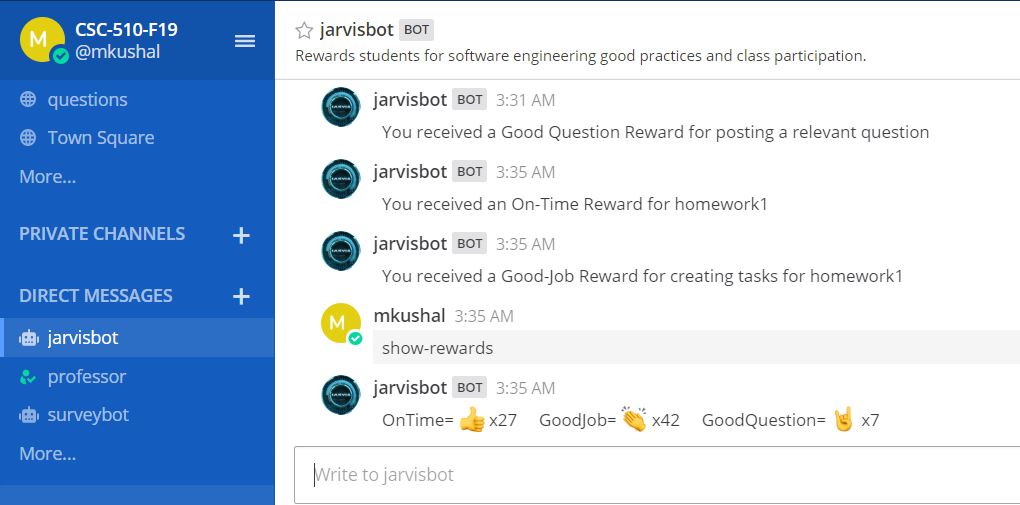 CSC-510-F19
@mkushal
questions
Town Square
More...
PRIVATE CHANNELS +
DIRECT MESSAGES +
jarvisbot
professor
surveybot
More...
jarvisbot BOT
Rewards students for software engineering good practices and class participation.
jarvisbot BOT 3:31 AM
You received a Good Question Reward for posting a relevant question
jarvisbot BOT 3:35 AM
You received an On-Time Reward for homework1
jarvisbot BOT 3:35 AM
You received a Good-Job Reward for creating tasks for homework1
M mkushal 3:35 AM
show-rewards
jarvisbot BOT 3:35 AM
OnTime= 👍 x27 GoodJob= 👏 x42 GoodQuestion= 🤘 x7
Write to jarvisbot